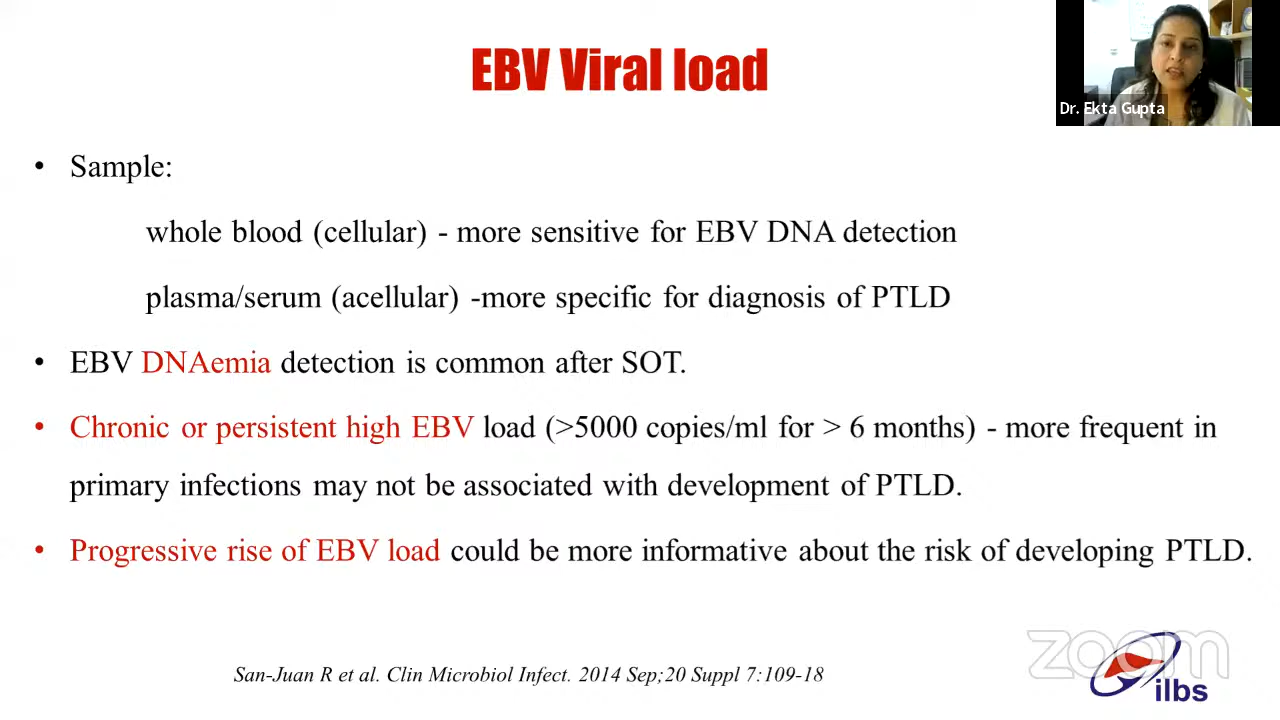 EBV Viral load
Dr. Ekta Gupta
• Sample:
whole blood (cellular) - more sensitive for EBV DNA detection
plasma/serum (acellular) -more specific for diagnosis of PTLD
• EBV DNAemia detection is common after SOT.
• Chronic or persistent high EBV load (>5000 copies/ml for > 6 months) - more frequent in
primary infections may not be associated with development of PTLD.
• Progressive rise of EBV load could be more informative about the risk of developing PTLD.
San-Juan R et al. Clin Microbiol Infect. 2014 Sep;20 Suppl 7:109-18
zoom
ilbs